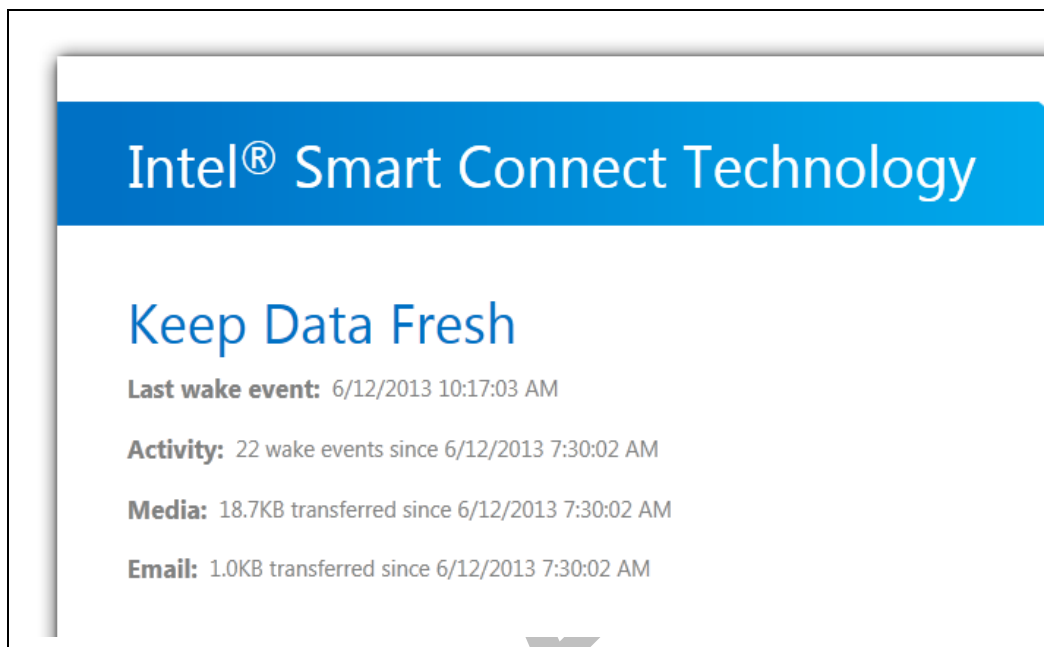 Intel® Smart Connect Technology
Keep Data Fresh
Last wake event: 6/12/2013 10:17:03 AM
Activity: 22 wake events since 6/12/2013 7:30:02 AM
Media: 18.7KB transferred since 6/12/2013 7:30:02 AM
Email: 1.0KB transferred since 6/12/2013 7:30:02 AM